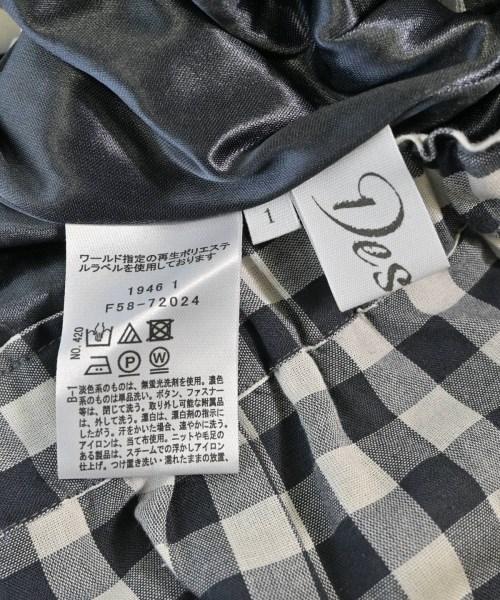 ワールド指定の再生ポリエステ
ルラベルを使用しております
1946 1
F58-72024
NO. 420
B-1
淡色系のものは、無蛍光洗剤を使用。濃色
系のものは単品洗い。ボタン、ファスナー
等は、閉じて洗う。取り外し可能な附属品
は、外して洗う。漂白は、漂白剤の指示に
したがう。汗をかいた場合、速やかに洗う。
アイロンは、当て布使用。ニットや毛足の
ある製品は、スチームでの浮かしアイロン
仕上げ。つけ置き洗い・濡れたままの放置、
P
W
1
Des